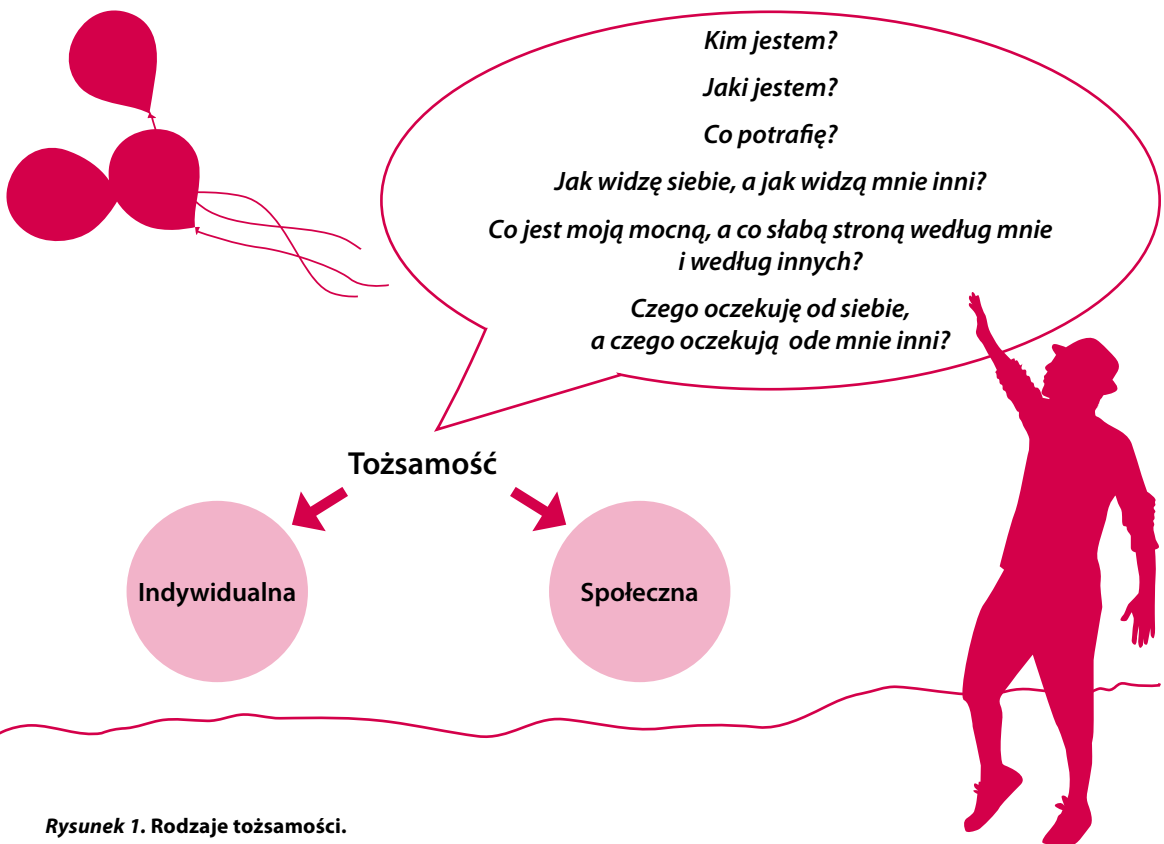 Kim jestem?
Jaki jestem?
Co potrafię?
Jak widzę siebie, a jak widzą mnie inni?
Co jest moją mocną, a co słabą stroną według mnie
i według innych?
Czego oczekuję od siebie,
a czego oczekują ode mnie inni?
Tożsamość
Indywidualna
Społeczna
Rysunek 1. Rodzaje tożsamości.